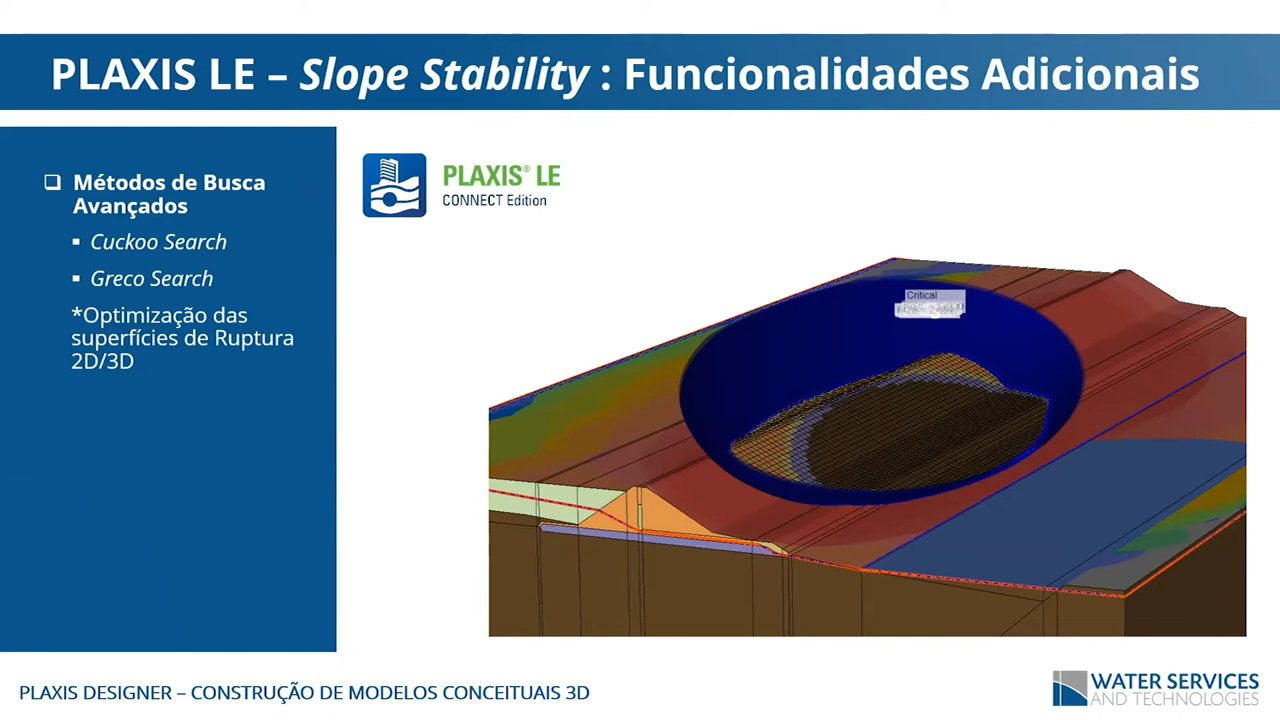 PLAXIS LE – Slope Stability : Funcionalidades Adicionais
❑ Métodos de Busca
Avançados
▪ Cuckoo Search
▪ Greco Search
*Optimização das
superfícies de Ruptura
2D/3D
PLAXIS® LE
CONNECT Edition
Critical
PLAXIS DESIGNER – CONSTRUÇÃO DE MODELOS CONCEITUAIS 3D
WATER SERVICES
AND TECHNOLOGIES